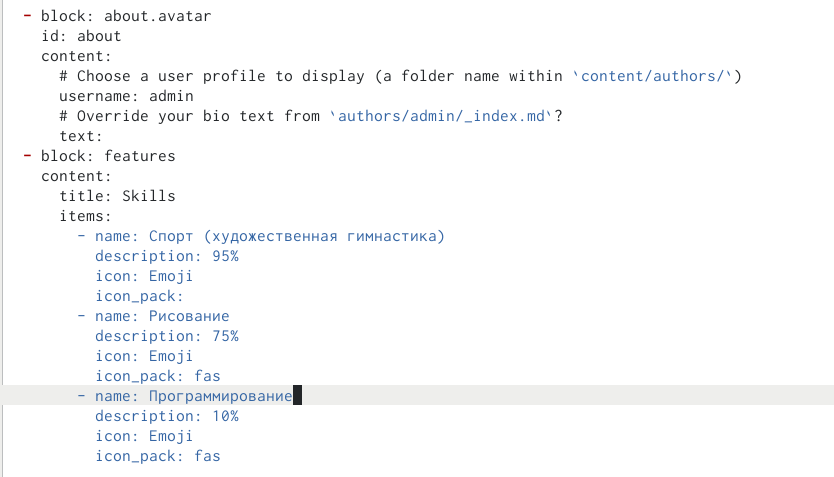 - block: about.avatar
  id: about
  content:
    # Choose a user profile to display (a folder name within `content/authors/`)
    username: admin
    # Override your bio text from `authors/admin/_index.md`?
    text:
- block: features
  content:
    title: Skills
    items:
      - name: Спорт (художественная гимнастика)
        description: 95%
        icon: Emoji
        icon_pack:
      - name: Рисование
        description: 75%
        icon: Emoji
        icon_pack: fas
      - name: Программирование
        description: 10%
        icon: Emoji
        icon_pack: fas